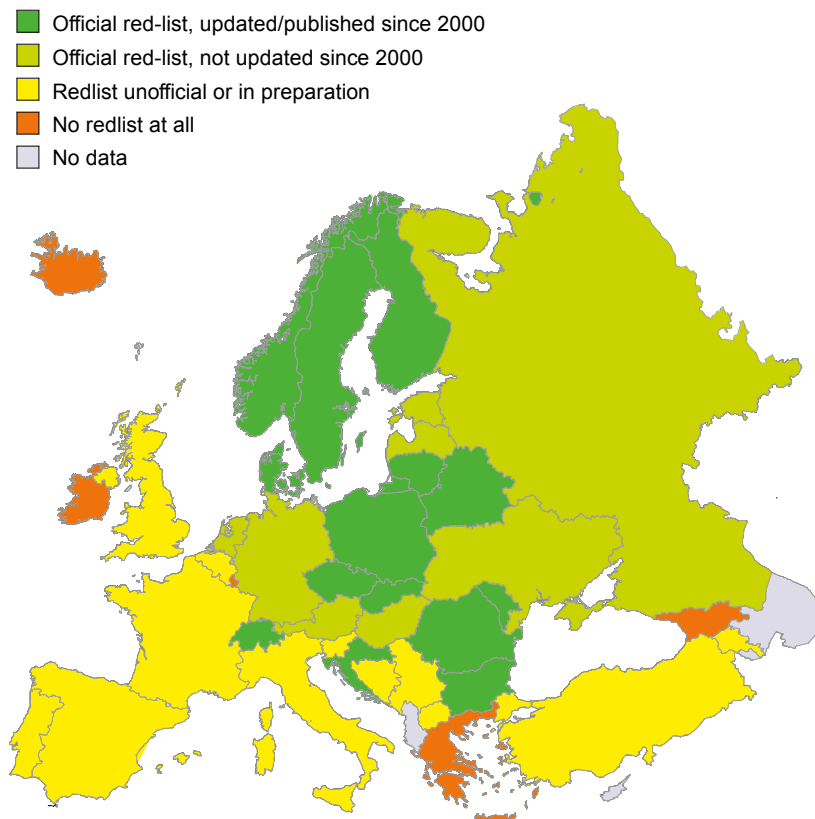 Official red-list, updated/published since 2000
Official red-list, not updated since 2000
Redlist unofficial or in preparation
No redlist at all
No data